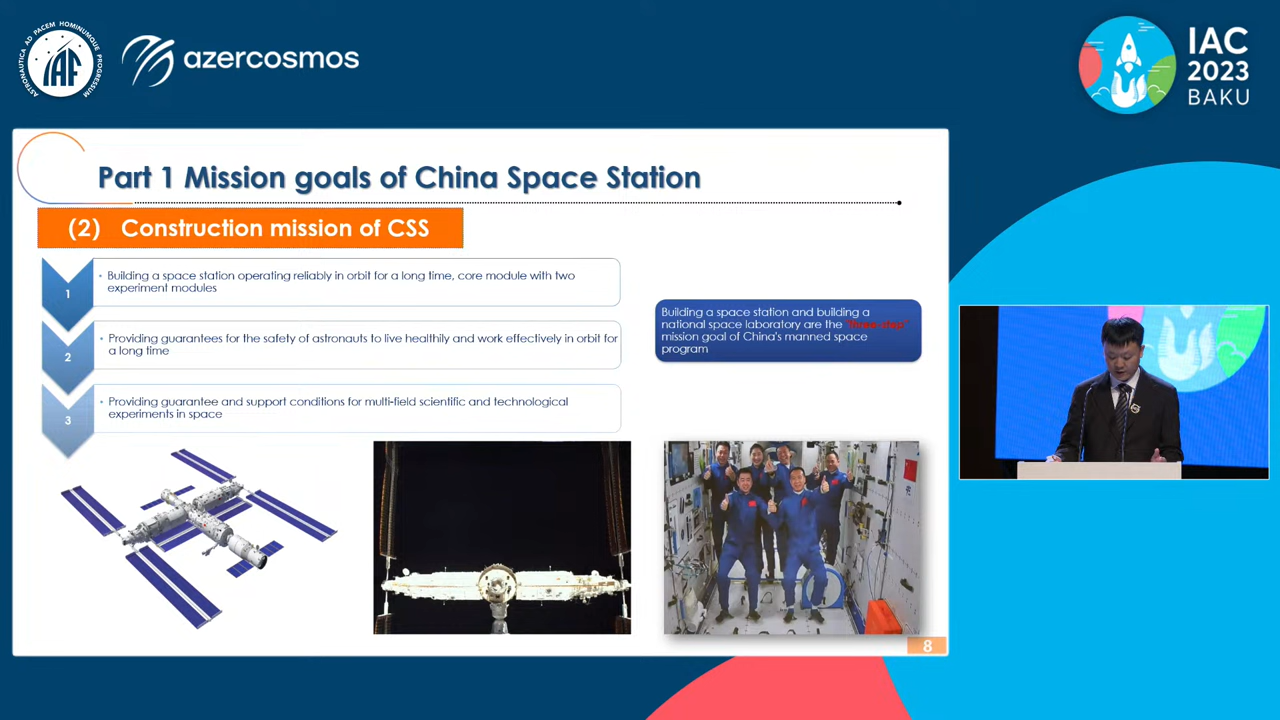 ASTRONAUTICA AD PACEM HOMINUMQUE PROGRESSUM
IAF
azercosmos
IAC
2023
BAKU
Part 1 Mission goals of China Space Station
(2) Construction mission of CSS
1
• Building a space station operating reliably in orbit for a long time, core module with two
experiment modules
2
• Providing guarantees for the safety of astronauts to live healthily and work effectively in orbit for
a long time
3
• Providing guarantee and support conditions for multi-field scientific and technological
experiments in space
Building a space station and building a
national space laboratory are the "three-step"
mission goal of China's manned space
program
8